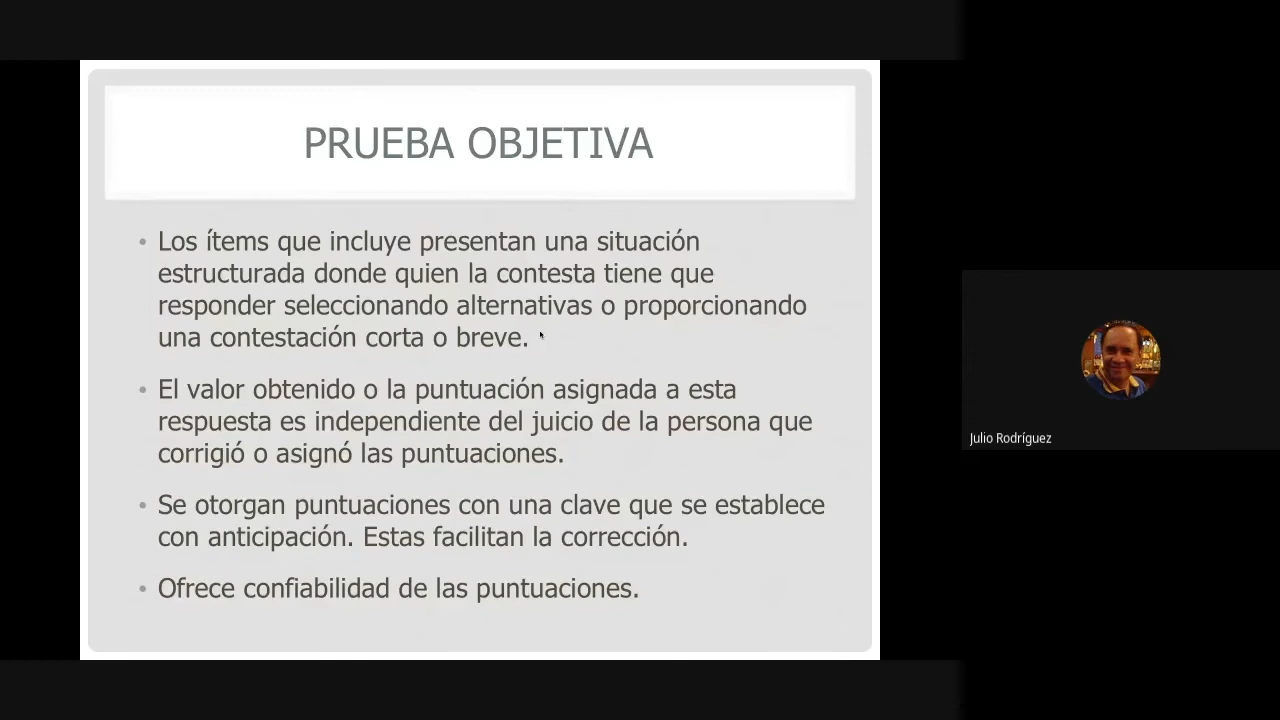 PRUEBA OBJETIVA
• Los ítems que incluye presentan una situación
estructurada donde quien la contesta tiene que
responder seleccionando alternativas o proporcionando
una contestación corta o breve.
• El valor obtenido o la puntuación asignada a esta
respuesta es independiente del juicio de la persona que
corrigió o asignó las puntuaciones.
• Se otorgan puntuaciones con una clave que se establece
con anticipación. Estas facilitan la corrección.
• Ofrece confiabilidad de las puntuaciones.
Julio Rodríguez